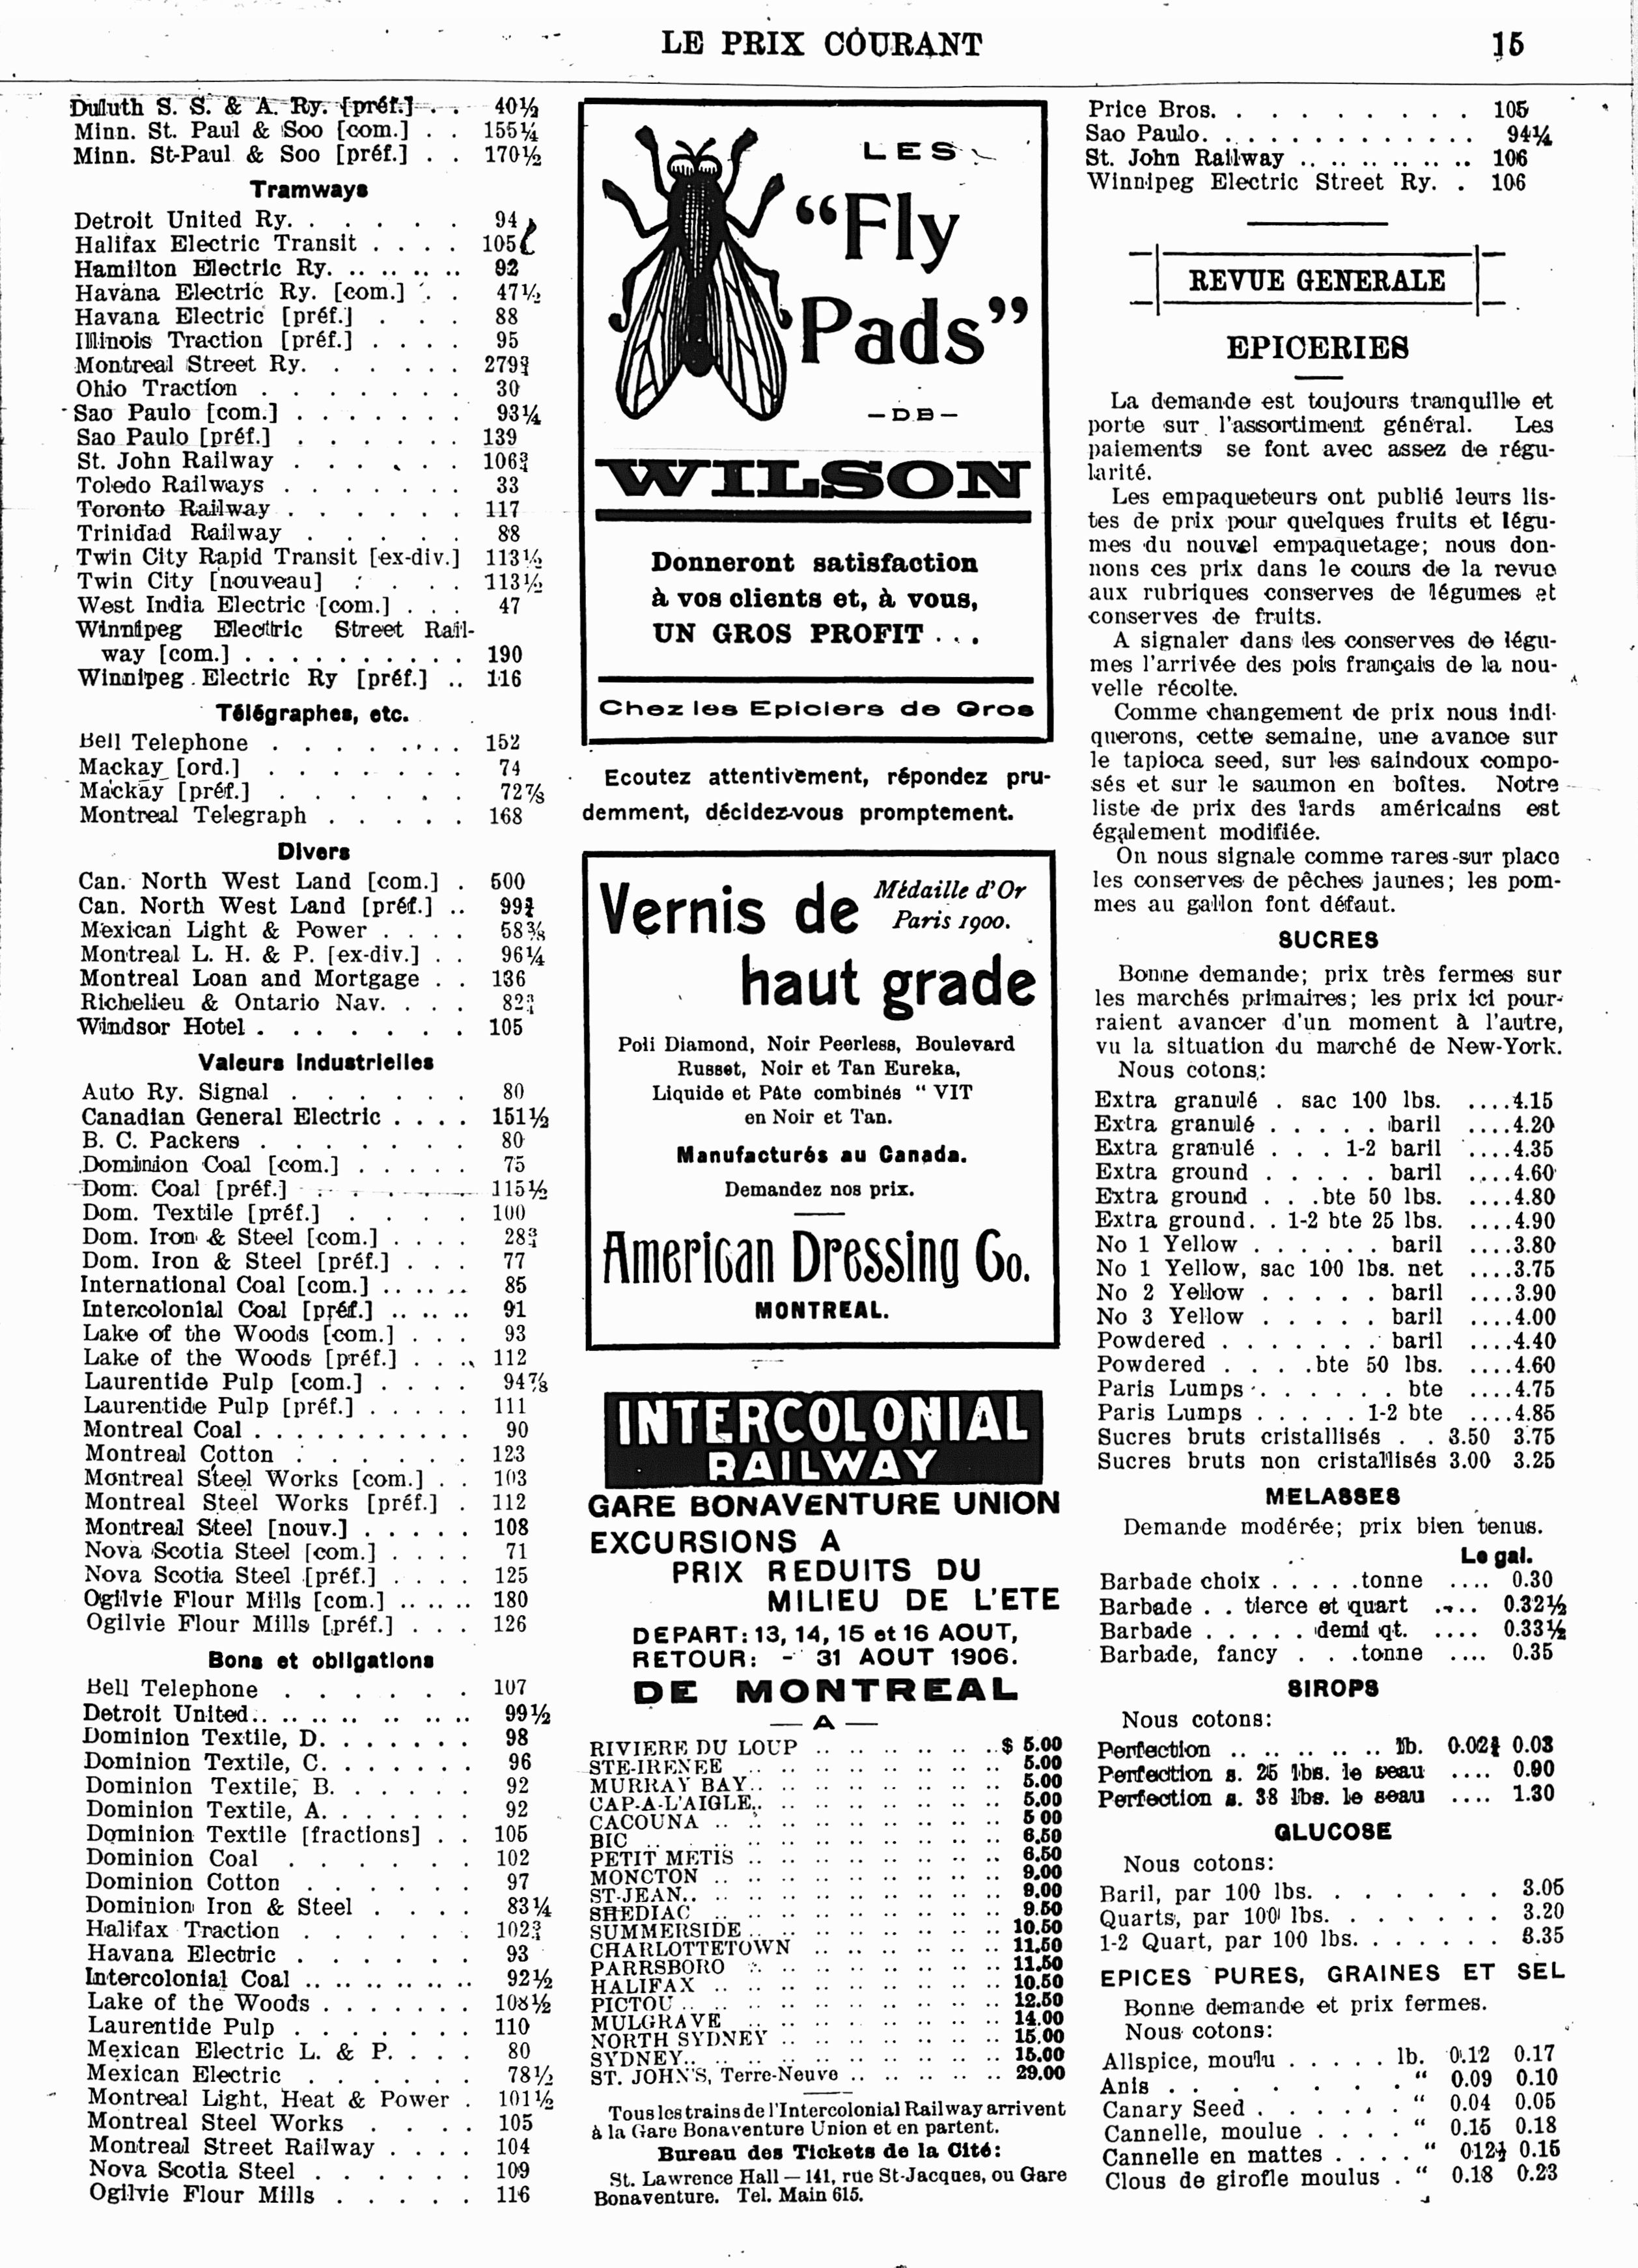 LE PRIX COURANT 15
Duluth S. S. & A. Ry. [préf.] . . 40½
Minn. St. Paul & Soo [com.] . . 155¼
Minn. St-Paul & Soo [préf.] . . 170½
Tramways
Detroit United Ry. . . . . . 94
Halifax Electric Transit . . . . 105
Hamilton Electric Ry. .. .. .. .. 92
Havana Electric Ry. [com.] . . 47½
Havana Electric [préf.] . . . 88
Illinois Traction [préf.] . . . . 95
Montreal Street Ry. . . . . . . 279¾
Ohio Traction . . . . . . . 30
Sao Paulo [com.] . . . . . . . 93¼
Sao Paulo [préf.] . . . . . . 139
St. John Railway . . . . . . 106¾
Toledo Railways . . . . . . . 33
Toronto Railway . . . . . . 117
Trinidad Railway . . . . . 88
Twin City Rapid Transit [ex-div.] 113½
Twin City [nouveau] . . . . 113½
West India Electric [com.] . . . 47
Winnipeg Electric Street Rail-
way [com.] . . . . . . . . . . 190
Winnipeg Electric Ry [préf.] .. 116
Télégraphes, etc.
Bell Telephone . . . . . . . 152
Mackay [ord.] . . . . . . . 74
Mackay [préf.] . . . . . . 72⅞
Montreal Telegraph . . . . . 168
Divers
Can. North West Land [com.] . 500
Can. North West Land [préf.] .. 99¾
Mexican Light & Power . . . . 58⅜
Montreal L. H. & P. [ex-div.] . . 96¼
Montreal Loan and Mortgage . . 136
Richelieu & Ontario Nav. . . . 82¾
Windsor Hotel . . . . . . . 105
Valeurs Industrielles
Auto Ry. Signal . . . . . . 80
Canadian General Electric . . . . 151½
B. C. Packers . . . . . . . 80
Dominion Coal [com.] . . . . . 75
Dom. Coal [préf.] . . . . . . 115½
Dom. Textile [préf.] . . . . 100
Dom. Iron & Steel [com.] . . . . 28¾
Dom. Iron & Steel [préf.] . . . 77
International Coal [com.] .. .. .. 85
Intercolonial Coal [préf.] .. .. .. 91
Lake of the Woods [com.] . . . 93
Lake of the Woods [préf.] . . . 112
Laurentide Pulp [com.] . . . . 94⅞
Laurentide Pulp [préf.] . . . . . 111
Montreal Coal . . . . . . . . . . 90
Montreal Cotton . . . . . . 123
Montreal Steel Works [com.] . . 103
Montreal Steel Works [préf.] . 112
Montreal Steel [nouv.] . . . . . 108
Nova Scotia Steel [com.] . . . . 71
Nova Scotia Steel [préf.] . . . . 125
Ogilvie Flour Mills [com.] .. .. .. 180
Ogilvie Flour Mills [préf.] . . . 126
Bons et obligations
Bell Telephone . . . . . . 107
Detroit United.. .. .. .. .. .. .. 99½
Dominion Textile, D. . . . . . . 98
Dominion Textile, C. . . . . . . 96
Dominion Textile, B. . . . . . 92
Dominion Textile, A. . . . . . . 92
Dominion Textile [fractions] . . 105
Dominion Coal . . . . . . 102
Dominion Cotton . . . . . . 97
Dominion Iron & Steel . . . . 83¼
Halifax Traction . . . . . . 102¾
Havana Electric . . . . . . 93
Intercolonial Coal .. .. .. .. .. .. 92½
Lake of the Woods . . . . . . . 108½
Laurentide Pulp . . . . . . . 110
Mexican Electric L. & P. . . . 80
Mexican Electric . . . . . . 78½
Montreal Light, Heat & Power . 101½
Montreal Steel Works . . . . 105
Montreal Street Railway . . . . 104
Nova Scotia Steel . . . . . . 109
Ogilvie Flour Mills . . . . . 116
LES
“Fly
Pads”
—DE—
WILSON
Donneront satisfaction
à vos clients et, à vous,
UN GROS PROFIT . . .
Chez les Epiciers de Gros
Ecoutez attentivement, répondez pru-
demment, décidez-vous promptement.
Vernis de Médaille d'Or
Paris 1900.
haut grade
Poli Diamond, Noir Peerless, Boulevard
Russet, Noir et Tan Eureka,
Liquide et Pâte combinés “ VIT
en Noir et Tan.
Manufacturés au Canada.
Demandez nos prix.
American Dressing Co.
MONTREAL.
INTERCOLONIAL
RAILWAY
GARE BONAVENTURE UNION
EXCURSIONS A
PRIX REDUITS DU
MILIEU DE L'ETE
DEPART: 13, 14, 15 et 16 AOUT,
RETOUR: - 31 AOUT 1906.
DE MONTREAL
— A —
RIVIERE DU LOUP .. .. .. .. ..$ 5.00
STE-IRENEE .. .. .. .. .. .. 5.00
MURRAY BAY.. .. .. .. .. .. 5.00
CAP-A-L'AIGLE.. .. .. .. .. .. 5.00
CACOUNA .. .. .. .. .. .. .. 5 00
BIC .. .. .. .. .. .. .. .. 6.50
PETIT METIS .. .. .. .. .. .. 6.50
MONCTON .. .. .. .. .. .. .. 9.00
ST-JEAN.. .. .. .. .. .. .. .. 9.00
SHEDIAC .. .. .. .. .. .. .. 9.50
SUMMERSIDE .. .. .. .. .. .. 10.50
CHARLOTTETOWN .. .. .. .. .. 11.50
PARRSBORO .. .. .. .. .. .. 11.50
HALIFAX .. .. .. .. .. .. .. 10.50
PICTOU .. .. .. .. .. .. .. .. 12.50
MULGRAVE .. .. .. .. .. .. 14.00
NORTH SYDNEY .. .. .. .. .. .. 15.00
SYDNEY.. .. .. .. .. .. .. .. 15.00
ST. JOHN'S, Terre-Neuve .. .. .. .. 29.00
Tous les trains de l'Intercolonial Railway arrivent
à la Gare Bonaventure Union et en partent.
Bureau des Tickets de la Cité:
St. Lawrence Hall — 141, rue St-Jacques, ou Gare
Bonaventure. Tel. Main 615.
Price Bros. . . . . . . . . . 105
Sao Paulo. . . . . . . . . . . . . 94¼
St. John Railway .. .. .. .. .. .. 106
Winnipeg Electric Street Ry. . 106
REVUE GENERALE
EPICERIES
La demande est toujours tranquille et
porte sur l'assortiment général. Les
paiements se font avec assez de régu-
larité.
Les empaqueteurs ont publié leurs lis-
tes de prix pour quelques fruits et légu-
mes du nouvel empaquetage; nous don-
nons ces prix dans le cours de la revue
aux rubriques conserves de légumes et
conserves de fruits.
A signaler dans les conserves de légu-
mes l'arrivée des pois français de la nou-
velle récolte.
Comme changement de prix nous indi-
querons, cette semaine, une avance sur
le tapioca seed, sur les saindoux compo-
sés et sur le saumon en boîtes. Notre
liste de prix des lards américains est
également modifiée.
On nous signale comme rares sur place
les conserves de pêches jaunes; les pom-
mes au gallon font défaut.
SUCRES
Bonne demande; prix très fermes sur
les marchés primaires; les prix ici pour-
raient avancer d'un moment à l'autre,
vu la situation du marché de New-York.
Nous cotons:
Extra granulé . sac 100 lbs. ....4.15
Extra granulé . . . . . baril ....4.20
Extra granulé . . . 1-2 baril ....4.35
Extra ground . . . . . baril ....4.60
Extra ground . . .bte 50 lbs. ....4.80
Extra ground. . 1-2 bte 25 lbs. ....4.90
No 1 Yellow . . . . . . baril ....3.80
No 1 Yellow, sac 100 lbs. net ....3.75
No 2 Yellow . . . . . baril ....3.90
No 3 Yellow . . . . . baril ....4.00
Powdered . . . . . . . baril ....4.40
Powdered . . . .bte 50 lbs. ....4.60
Paris Lumps . . . . . . bte ....4.75
Paris Lumps . . . . . 1-2 bte ....4.85
Sucres bruts cristallisés . . 3.50 3.75
Sucres bruts non cristallisés 3.00 3.25
MELASSES
Demande modérée; prix bien tenus.
Le gal.
Barbade choix . . . . .tonne .... 0.30
Barbade . . tierce et quart .... 0.32½
Barbade . . . . . demi qt. .... 0.33½
Barbade, fancy . . .tonne .... 0.35
SIROPS
Nous cotons:
Perfection .. .. .. .. .. lb. 0.02¾ 0.03
Perfection s. 25 lbs. le seau .... 0.90
Perfection s. 38 lbs. le seau .... 1.30
GLUCOSE
Nous cotons:
Baril, par 100 lbs. . . . . . . . 3.05
Quarts, par 100 lbs. . . . . . . 3.20
1-2 Quart, par 100 lbs. . . . . . . 3.35
EPICES PURES, GRAINES ET SEL
Bonne demande et prix fermes.
Nous cotons:
Allspice, moulu . . . . . lb. 0.12 0.17
Anis . . . . . . . . “ 0.09 0.10
Canary Seed . . . . . . “ 0.04 0.05
Cannelle, moulue . . . . “ 0.15 0.18
Cannelle en mattes . . . . “ 012½ 0.15
Clous de girofle moulus . “ 0.18 0.23